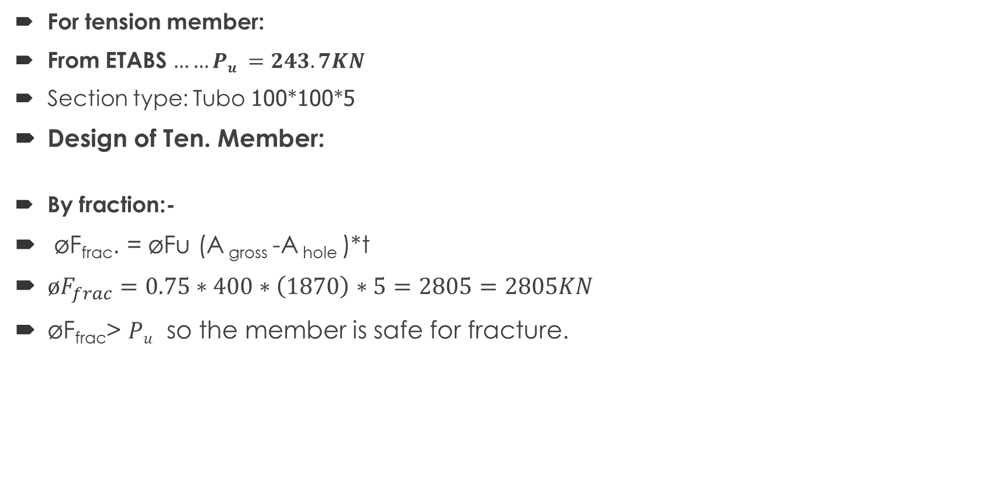 For tension member:
From ETABS ... ... P_u = 243.7KN
Section type: Tubo 100*100*5
Design of Ten. Member:
By fraction:-
øF_frac. = øFu (A gross -A hole )*t
øF_frac = 0.75 * 400 * (1870) * 5 = 2805 = 2805KN
øF_frac> P_u so the member is safe for fracture.